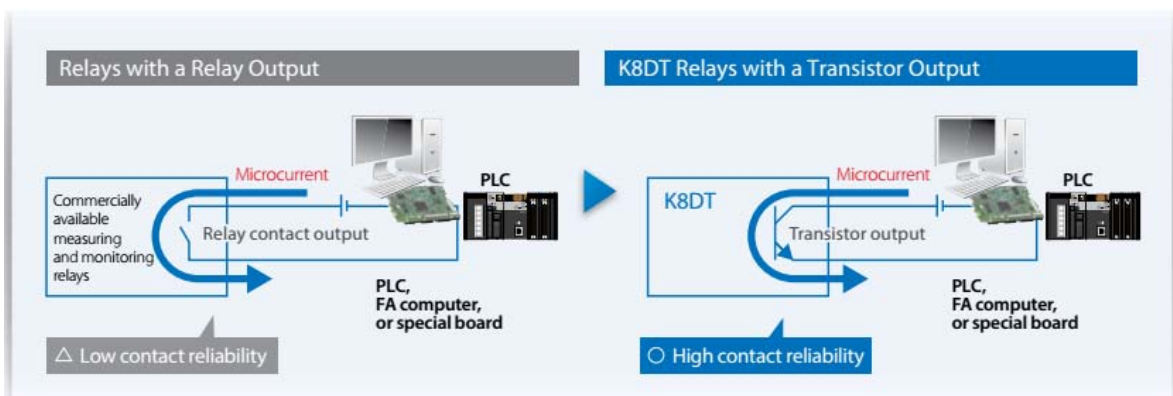 Relays with a Relay Output
Microcurrent
PLC
Commercially
available
measuring
and monitoring
relays
Relay contact output
PLC,
FA computer,
or special board
△ Low contact reliability
K8DT Relays with a Transistor Output
Microcurrent
PLC
K8DT
Transistor output
PLC,
FA computer,
or special board
○ High contact reliability